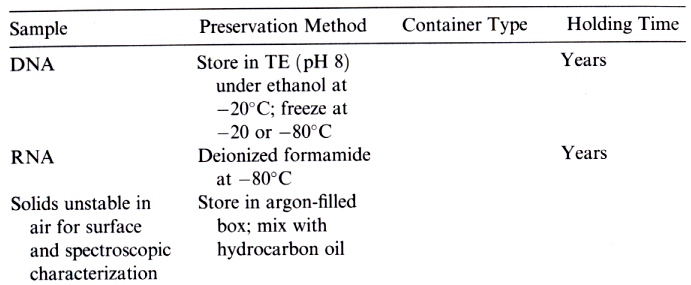 Sample Preservation Method Container Type Holding Time
DNA Store in TE (pH 8) Years
under ethanol at
−20°C; freeze at
−20 or −80°C
RNA Deionized formamide Years
at −80°C
Solids unstable in Store in argon-filled
air for surface box; mix with
and spectroscopic hydrocarbon oil
characterization